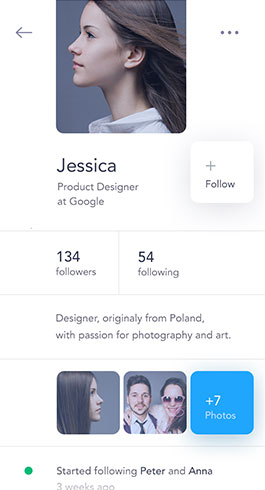 Jessica
Product Designer
at Google
+
Follow
134
followers
54
following
Designer, originaly from Poland,
with passion for photography and art.
+7
Photos
Started following Peter and Anna
3 weeks ago